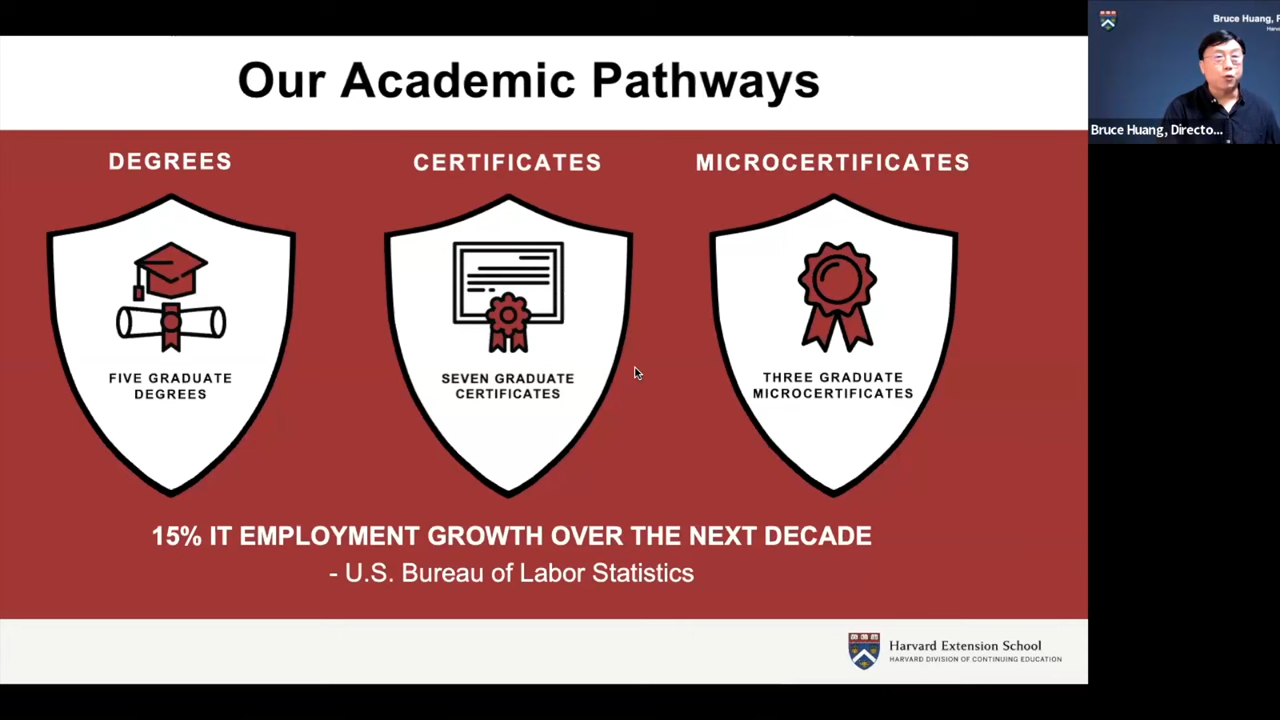 Our Academic Pathways
DEGREES
CERTIFICATES
MICROCERTIFICATES
FIVE GRADUATE
DEGREES
SEVEN GRADUATE
CERTIFICATES
THREE GRADUATE
MICROCERTIFICATES
15% IT EMPLOYMENT GROWTH OVER THE NEXT DECADE
- U.S. Bureau of Labor Statistics
Harvard Extension School
HARVARD DIVISION OF CONTINUING EDUCATION
Bruce Huang, P
Bruce Huang, Directo...